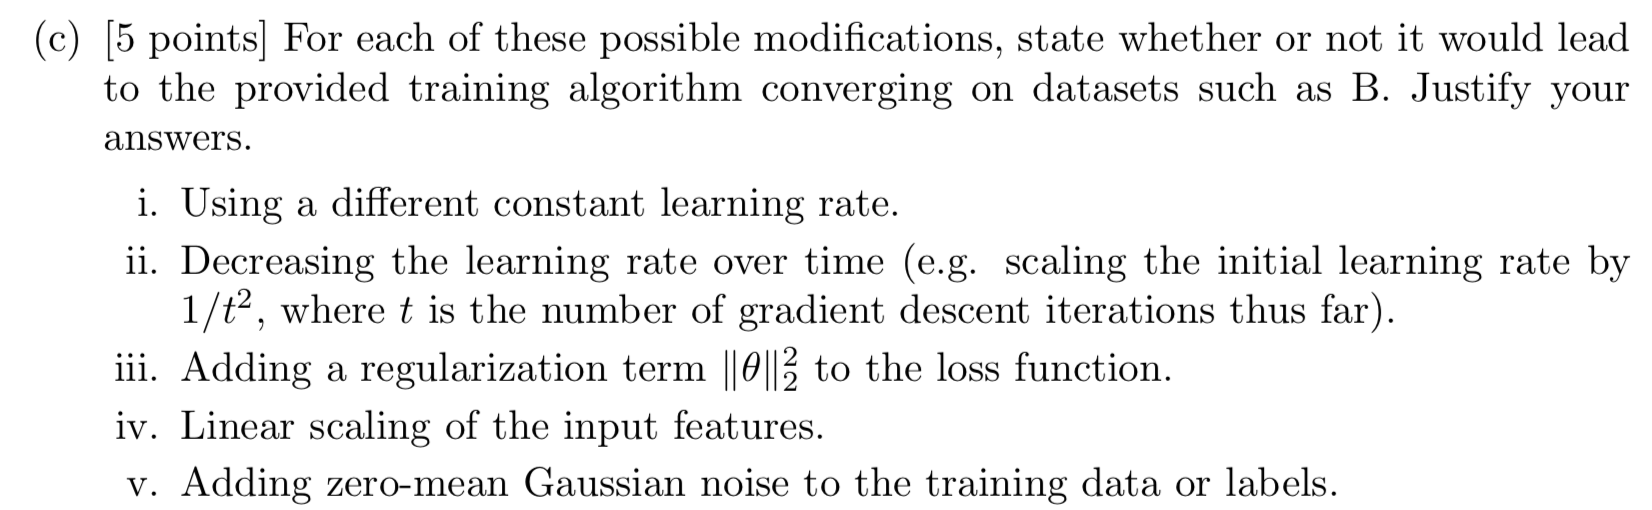 (c) [5 points] For each of these possible modifications, state whether or not it would lead
to the provided training algorithm converging on datasets such as B. Justify your
answers.
i. Using a different constant learning rate.
ii. Decreasing the learning rate over time (e.g. scaling the initial learning rate by
1/t², where t is the number of gradient descent iterations thus far).
iii. Adding a regularization term ‖θ‖₂² to the loss function.
iv. Linear scaling of the input features.
v. Adding zero-mean Gaussian noise to the training data or labels.